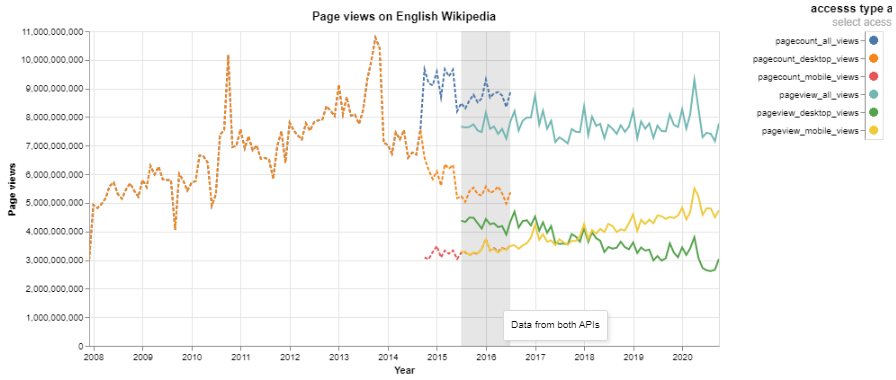 Page views on English Wikipedia
accesss type a
select acess
pagecount_all_views
pagecount_desktop_views
pagecount_mobile_views
pageview_all_views
pageview_desktop_views
pageview_mobile_views
Page views
11,000,000,000
10,000,000,000
9,000,000,000
8,000,000,000
7,000,000,000
6,000,000,000
5,000,000,000
4,000,000,000
3,000,000,000
2,000,000,000
1,000,000,000
0
Data from both APIs
2008 2009 2010 2011 2012 2013 2014 2015 2016 2017 2018 2019 2020
Year